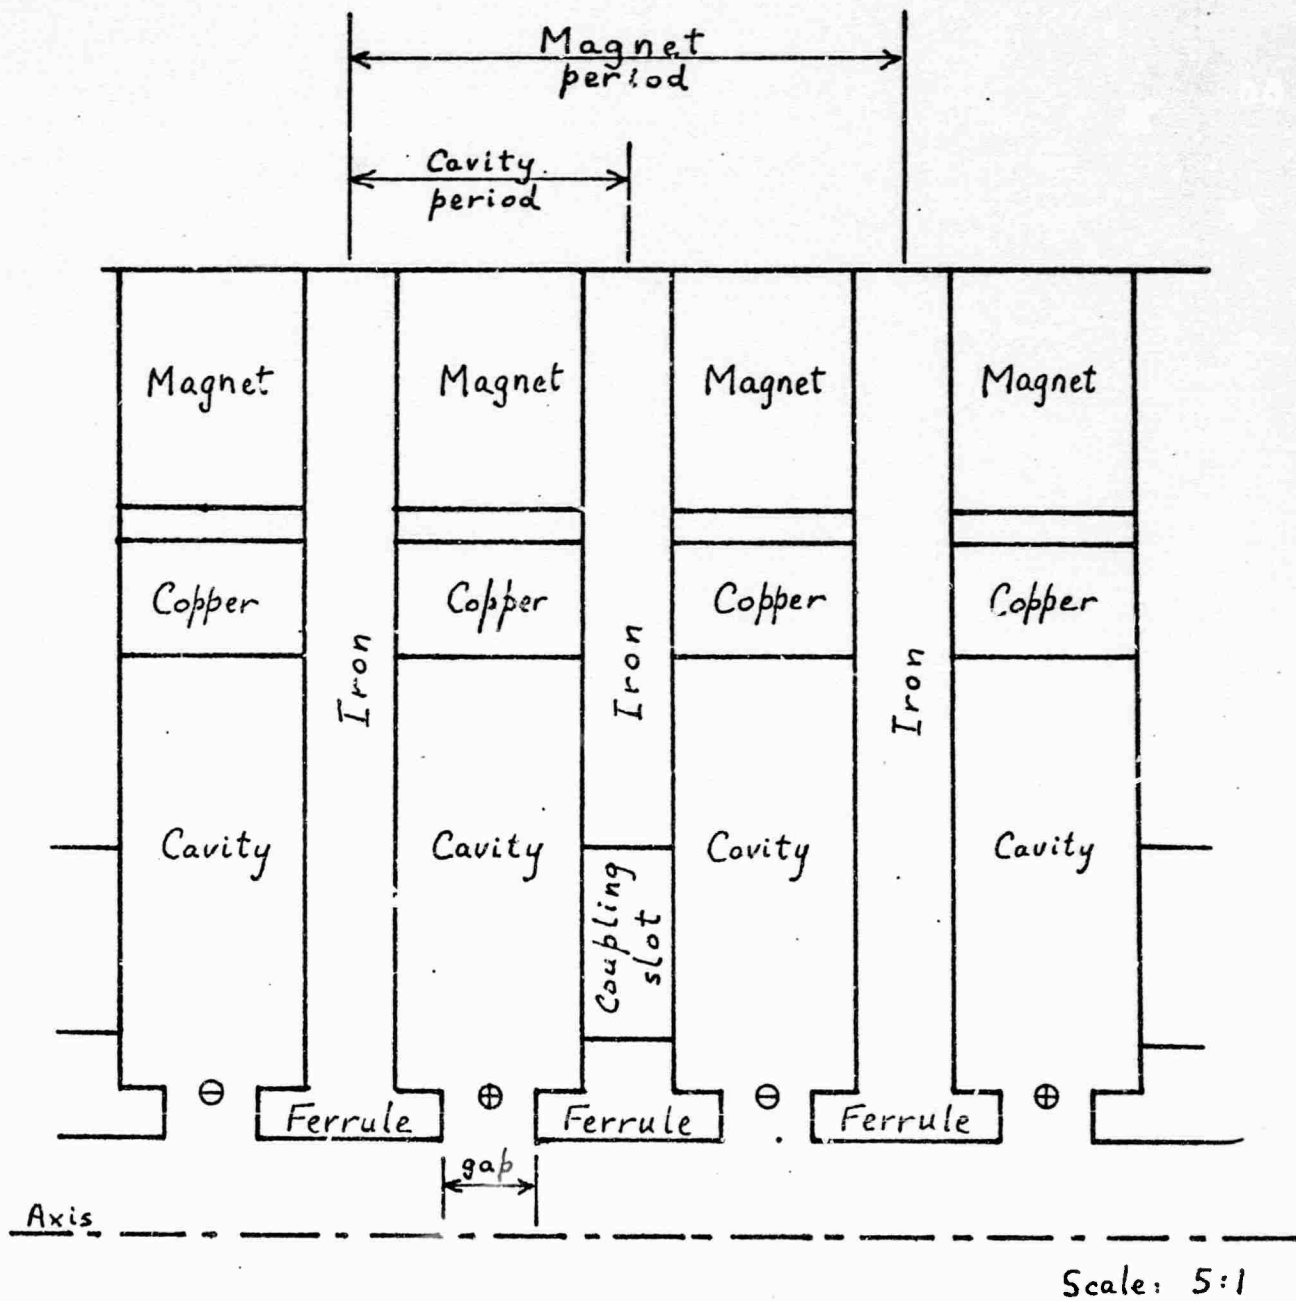 Magnet
period
Cavity
period
Magnet Magnet Magnet Magnet
Copper Copper Copper Copper
Iron Iron Iron
Cavity Cavity Cavity Cavity
Coupling
slot
⊖ ⊕ ⊖ ⊕
Ferrule Ferrule Ferrule
gap
Axis
Scale: 5:1